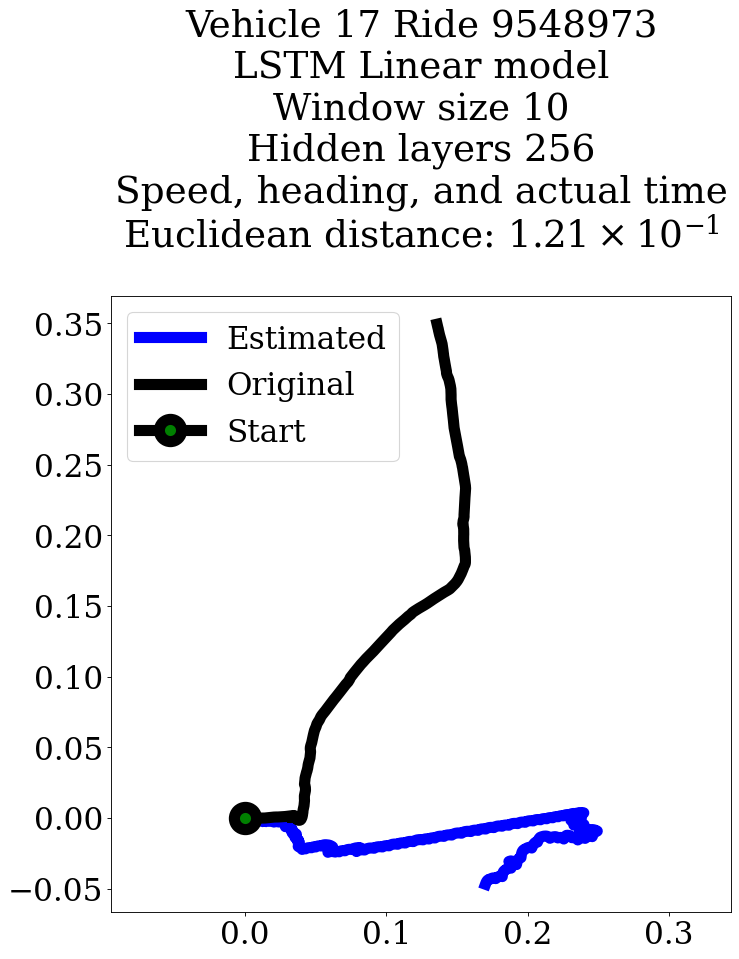 Vehicle 17 Ride 9548973
LSTM Linear model
Window size 10
Hidden layers 256
Speed, heading, and actual time
Euclidean distance: 1.21 × 10⁻¹
Estimated
Original
Start
0.35
0.30
0.25
0.20
0.15
0.10
0.05
0.00
−0.05
0.0 0.1 0.2 0.3